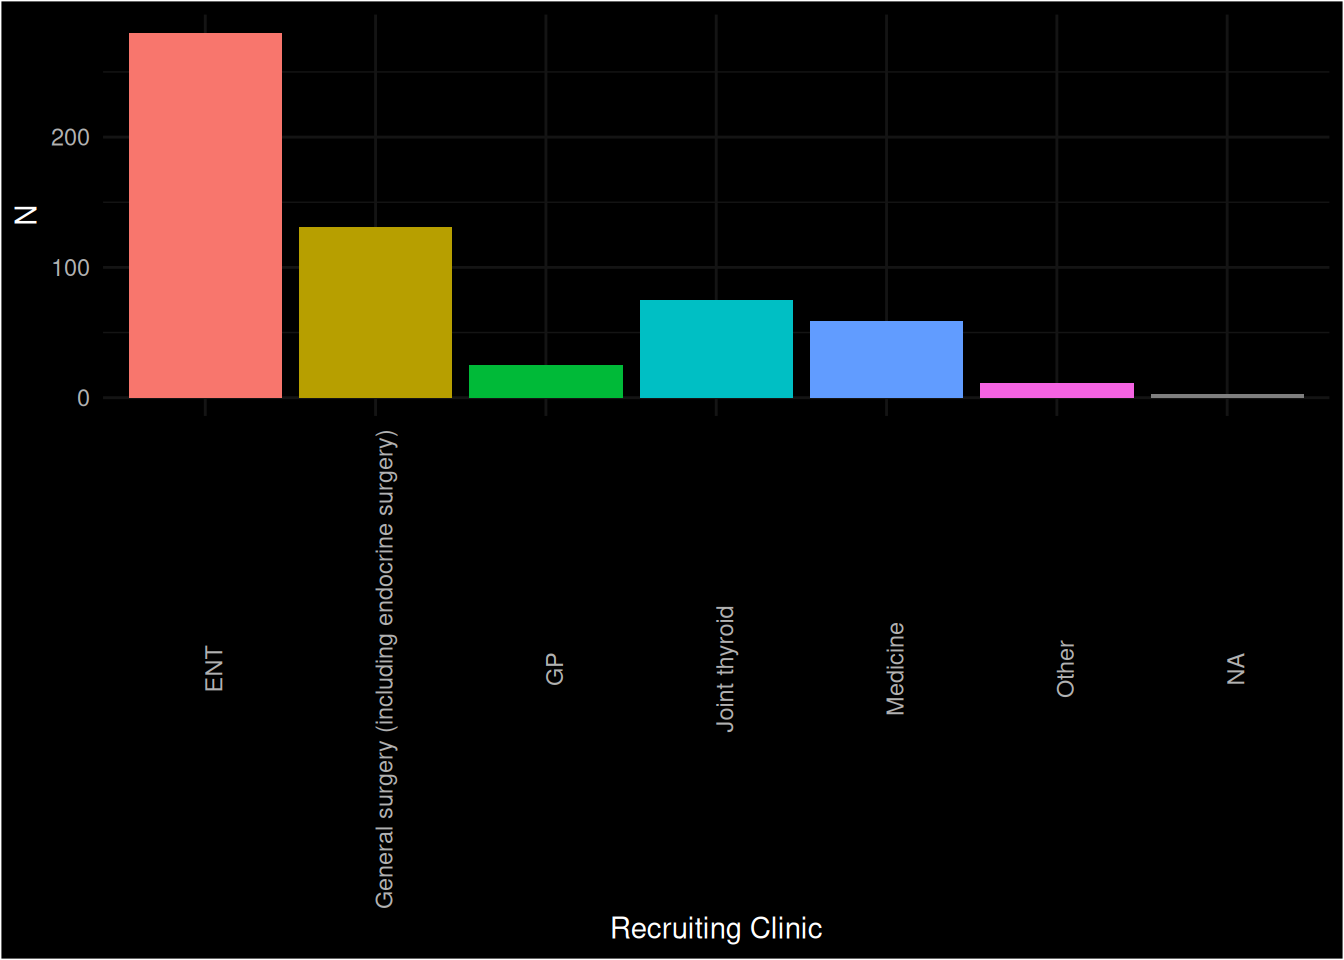 200
100
0
N
ENT
General surgery (including endocrine surgery)
GP
Joint thyroid
Medicine
Other
NA
Recruiting Clinic